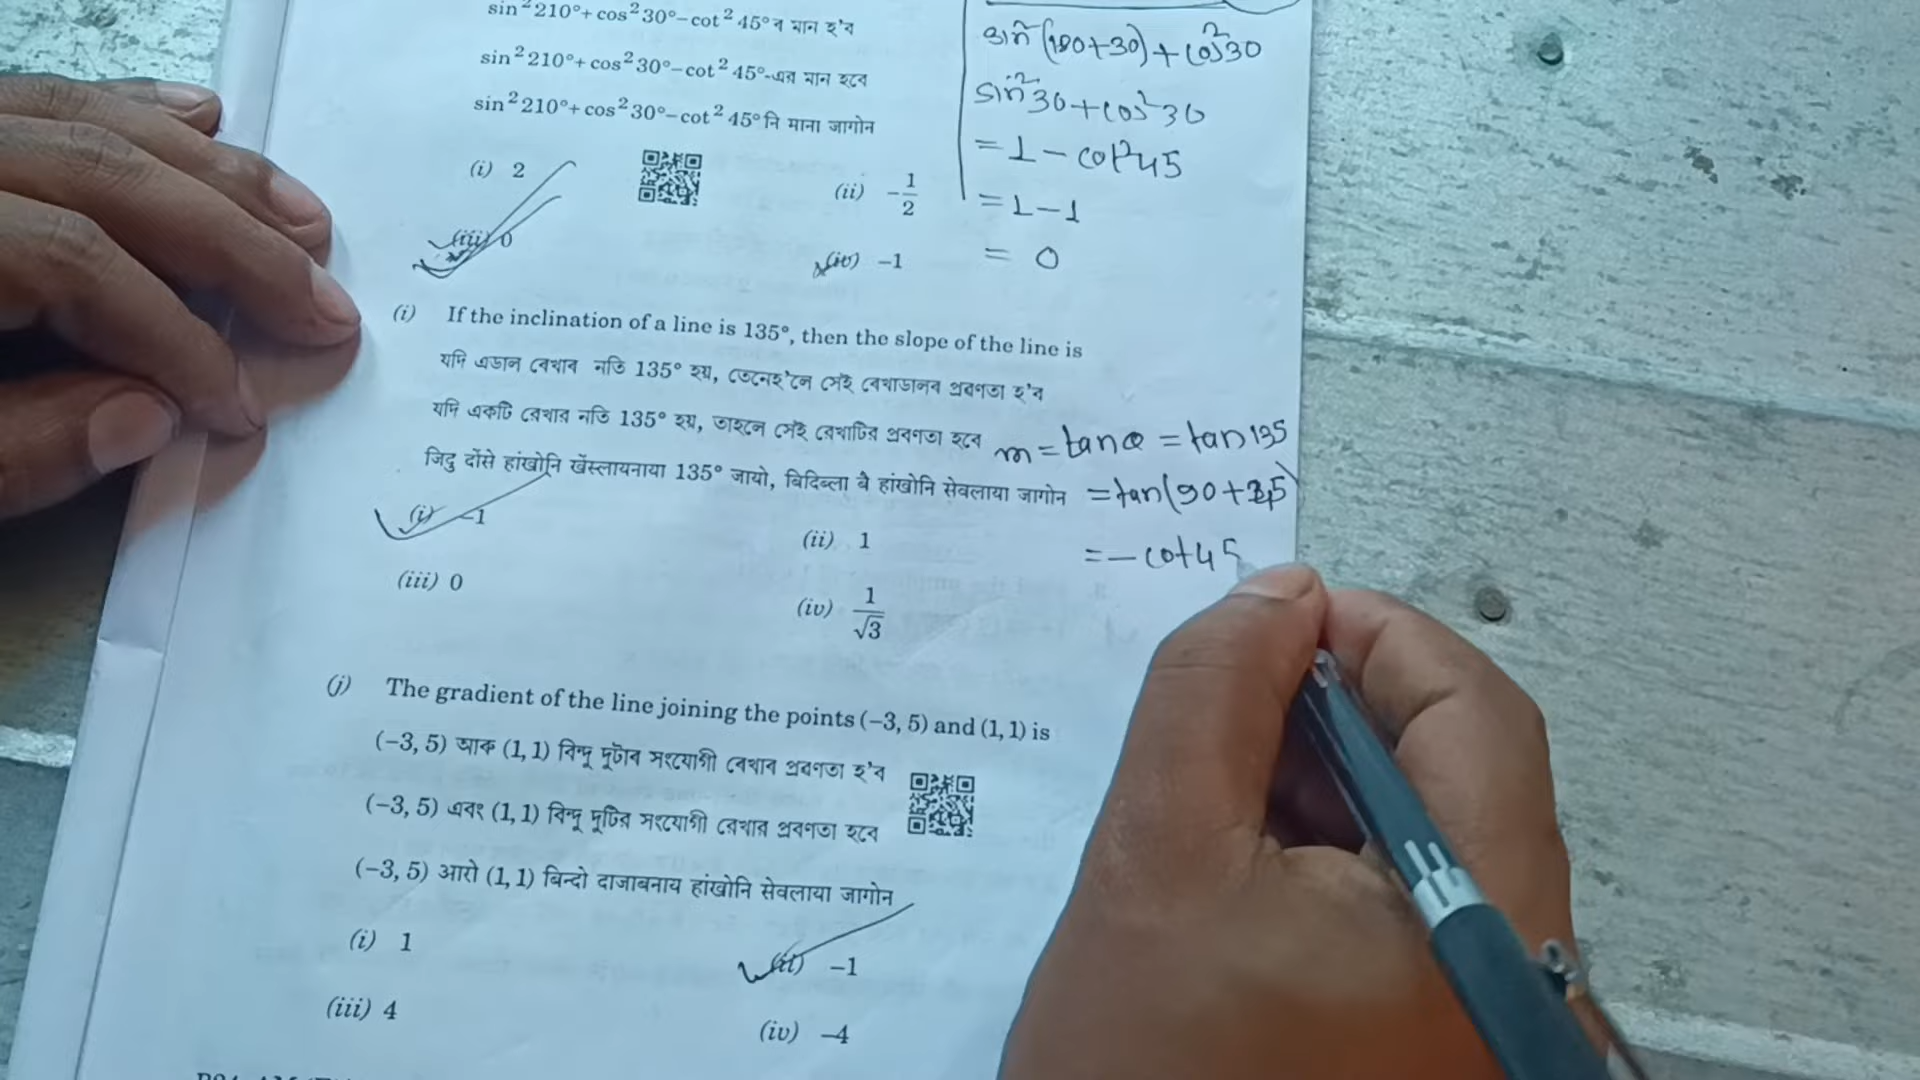 sin²210°+cos²30°−cot²45°ৰ মান হ'ব
sin²210°+cos²30°−cot²45°-এর মান হবে
sin²210°+cos²30°−cot²45°नि माना जागोन
(i) 2
(ii) −1/2
(iii) 0
(iv) −1
sin²(180+30)+cos²30
sin²30+cos²30
=1−cot²45
=1−1
= 0
(i) If the inclination of a line is 135°, then the slope of the line is
যদি এডাল ৰেখাৰ নতি 135° হয়, তেনেহ'লে সেই ৰেখাডালৰ প্ৰৱণতা হ'ব
যদি একটি রেখার নতি 135° হয়, তাহলে সেই রেখাটির প্রবণতা হবে
जिदु दोंसे हांखोनि खेंस्लायनाया 135° जायो, बिदिब्ला बै हांखोनि सेवलाया जागोन
m=tanθ=tan135
=tan(90+45)
=−cot45
(i) −1
(ii) 1
(iii) 0
(iv) 1/√3
(j) The gradient of the line joining the points (−3, 5) and (1, 1) is
(−3, 5) আৰু (1, 1) বিন্দু দুটাৰ সংযোগী ৰেখাৰ প্ৰৱণতা হ'ব
(−3, 5) এবং (1, 1) বিন্দু দুটির সংযোগী রেখার প্রবণতা হবে
(−3, 5) आरो (1, 1) बिन्दो दाजाबनाय हांखोनि सेवलाया जागोन
(i) 1
(ii) −1
(iii) 4
(iv) −4